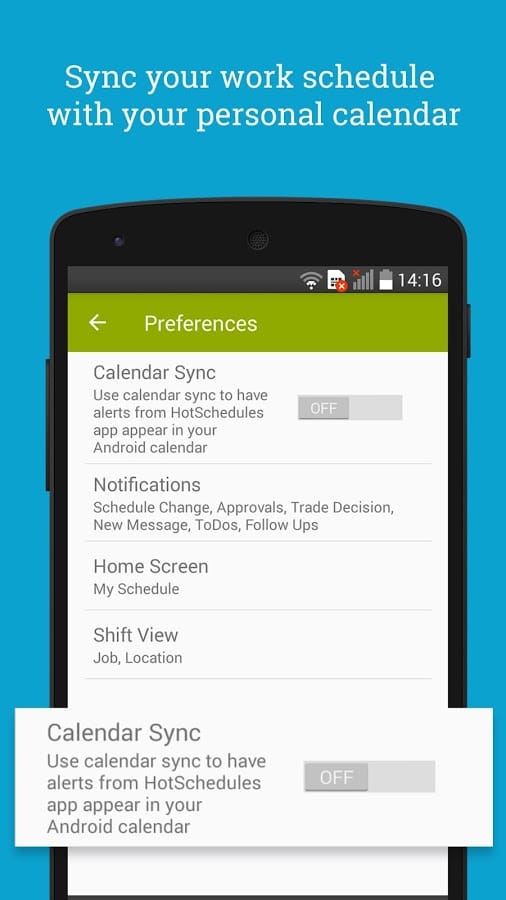 Sync your work schedule
with your personal calendar
14:16
Preferences
Calendar Sync
Use calendar sync to have
alerts from HotSchedules
app appear in your
Android calendar
OFF
Notifications
Schedule Change, Approvals, Trade Decision,
New Message, ToDos, Follow Ups
Home Screen
My Schedule
Shift View
Job, Location
Calendar Sync
Use calendar sync to have
alerts from HotSchedules
app appear in your
Android calendar
OFF